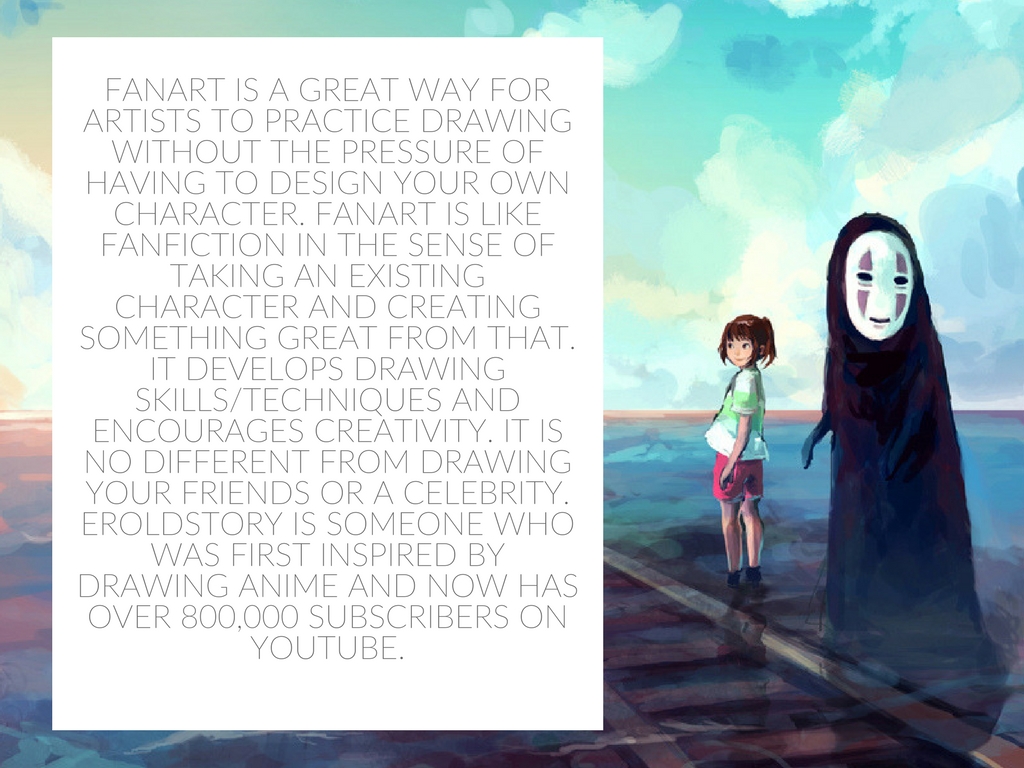 FANART IS A GREAT WAY FOR
ARTISTS TO PRACTICE DRAWING
WITHOUT THE PRESSURE OF
HAVING TO DESIGN YOUR OWN
CHARACTER. FANART IS LIKE
FANFICTION IN THE SENSE OF
TAKING AN EXISTING
CHARACTER AND CREATING
SOMETHING GREAT FROM THAT.
IT DEVELOPS DRAWING
SKILLS/TECHNIQUES AND
ENCOURAGES CREÀTIVITY. IT IS
NO DIFFERENT FROM DRAWING
YOUR FRIENDS OR A CELEBRITY.
EROLDSTORY IS SOMEONE WHO
WAS FIRST INSPIRED BY
DRAWING ANIME AND NOW HAS
OVER 800,000 SUBSCRIBERS ON
YOUTUBE.